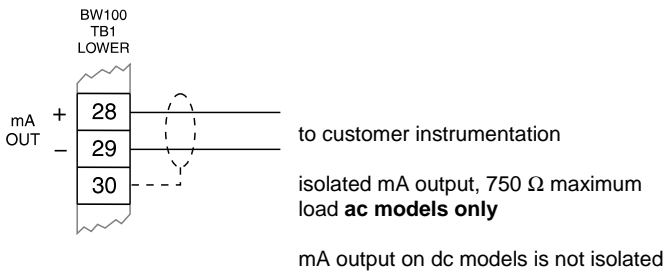 BW100
TB1
LOWER
mA
OUT
+
28
−
29
30
to customer instrumentation
isolated mA output, 750 Ω maximum
load ac models only
mA output on dc models is not isolated